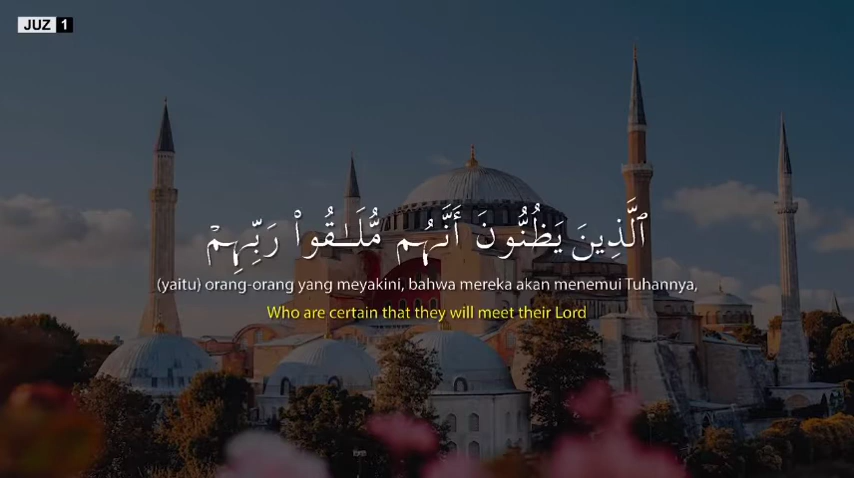 JUZ 1
ٱلَّذِينَ يَظُنُّونَ أَنَّهُم مُّلَـٰقُوا۟ رَبِّهِمْ
(yaitu) orang-orang yang meyakini, bahwa mereka akan menemui Tuhannya,
Who are certain that they will meet their Lord